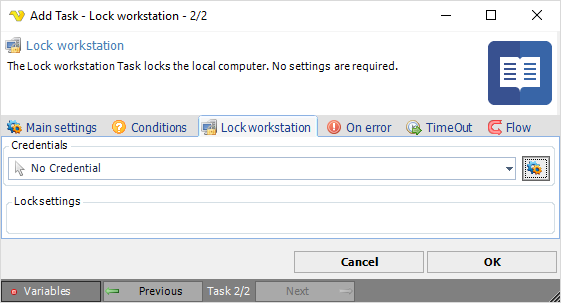 Add Task - Lock workstation - 2/2
Lock workstation
The Lock workstation Task locks the local computer. No settings are required.
Main settings Conditions Lock workstation On error TimeOut Flow
Credentials
No Credential
Lock settings
Cancel OK
Variables Previous Task 2/2 Next